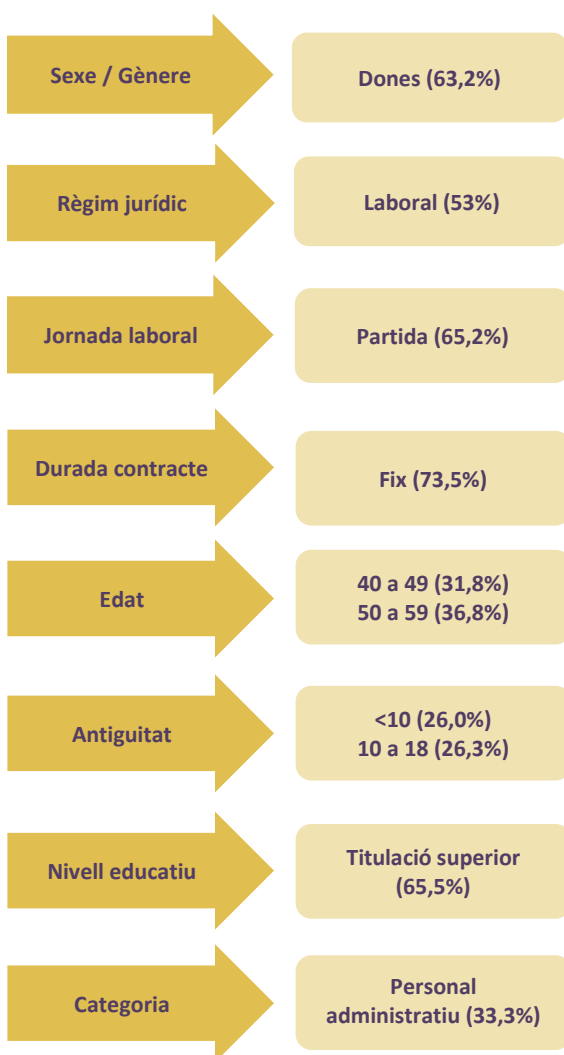 Sexe / Gènere
Dones (63,2%)
Règim jurídic
Laboral (53%)
Jornada laboral
Partida (65,2%)
Durada contracte
Fix (73,5%)
Edat
40 a 49 (31,8%)
50 a 59 (36,8%)
Antiguitat
<10 (26,0%)
10 a 18 (26,3%)
Nivell educatiu
Titulació superior
(65,5%)
Categoria
Personal
administratiu (33,3%)